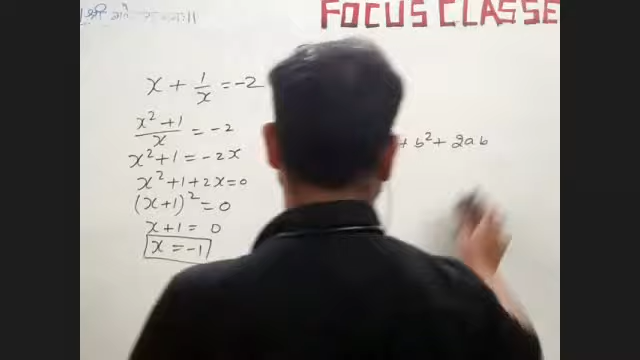 ॥श्री
FOCUS CLASSE
x + 1/x = -2
x² + 1 / x = -2
x² + 1 = -2x
x² + 1 + 2x = 0
(x + 1)² = 0
x + 1 = 0
x = -1
+ b² + 2ab